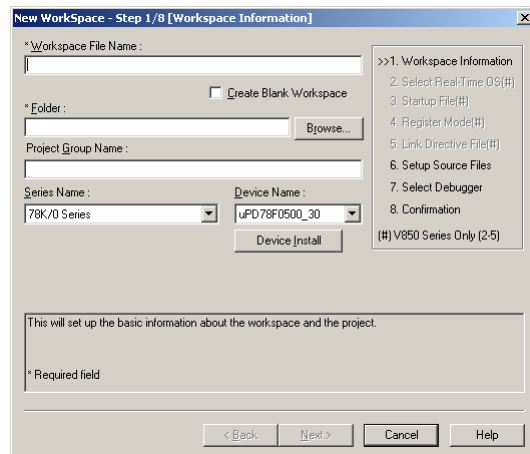 New WorkSpace - Step 1/8 [Workspace Information]
* Workspace File Name :
Create Blank Workspace
* Folder :
Browse...
Project Group Name :
Series Name :
Device Name :
78K/0 Series
uPD78F0500_30
Device Install
>>1. Workspace Information
2. Select Real-Time OS(#)
3. Startup File(#)
4. Register Mode(#)
5. Link Directive File(#)
6. Setup Source Files
7. Select Debugger
8. Confirmation
(#) V850 Series Only (2-5)
This will set up the basic information about the workspace and the project.
* Required field
< Back
Next >
Cancel
Help